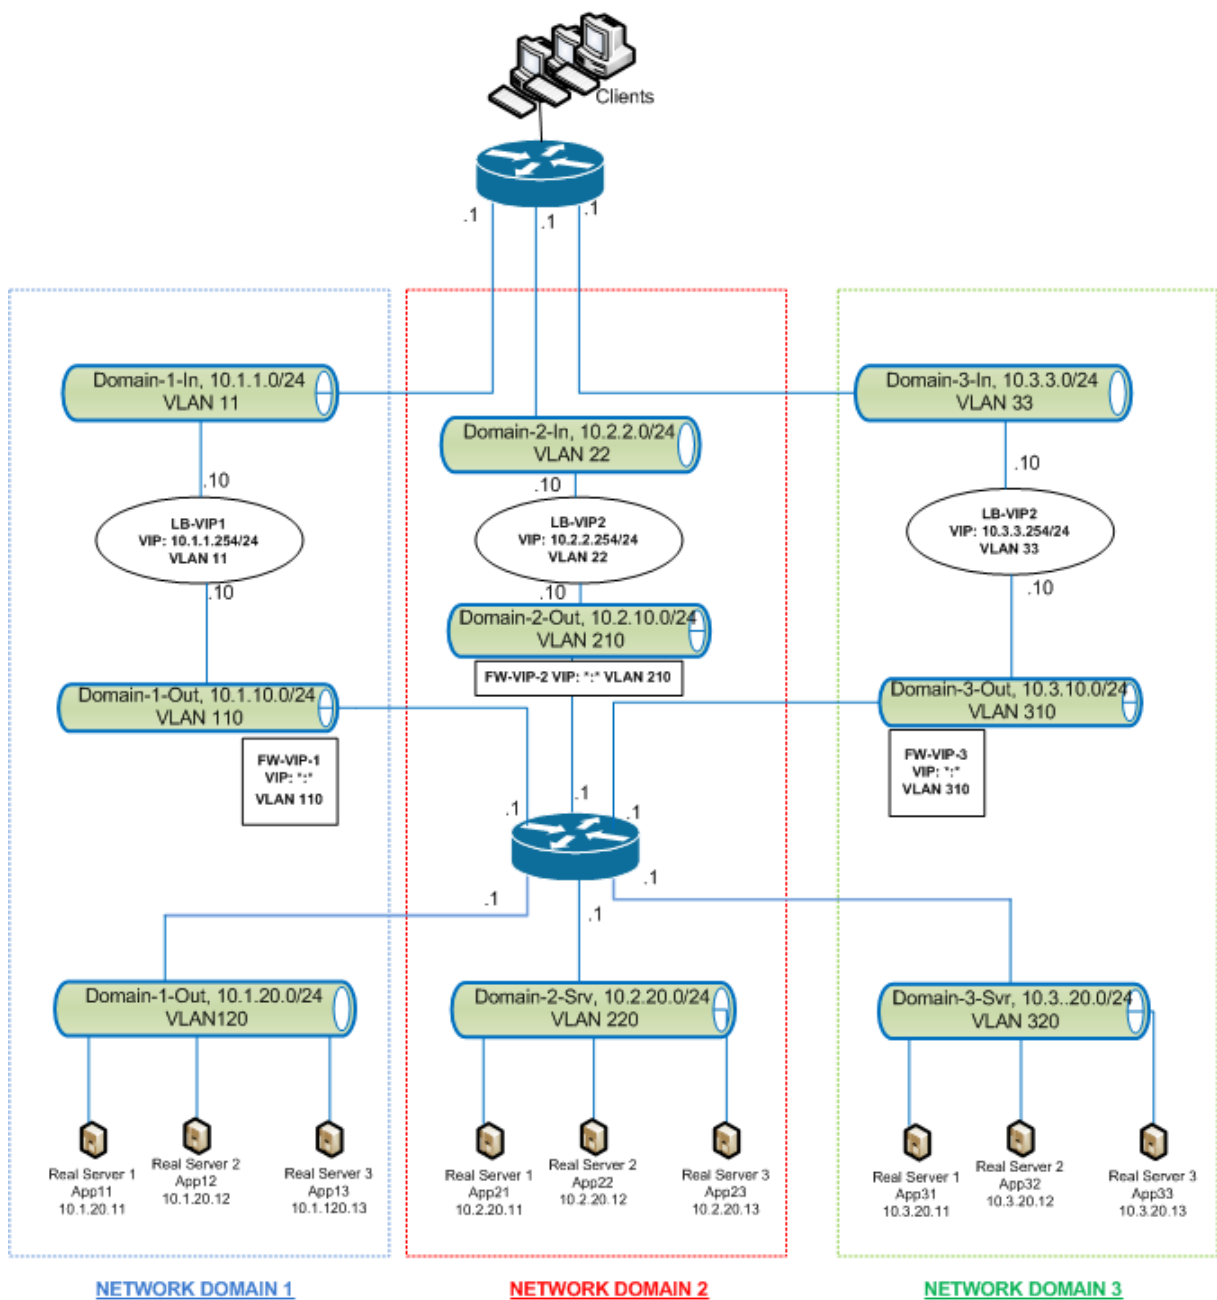 Clients
.1
.1
.1
Domain-1-In, 10.1.1.0/24
VLAN 11
.10
LB-VIP1
VIP: 10.1.1.254/24
VLAN 11
.10
Domain-1-Out, 10.1.10.0/24
VLAN 110
FW-VIP-1
VIP: *:*
VLAN 110
Domain-2-In, 10.2.2.0/24
VLAN 22
.10
LB-VIP2
VIP: 10.2.2.254/24
VLAN 22
.10
Domain-2-Out, 10.2.10.0/24
VLAN 210
FW-VIP-2 VIP: *:* VLAN 210
Domain-3-In, 10.3.3.0/24
VLAN 33
.10
LB-VIP2
VIP: 10.3.3.254/24
VLAN 33
.10
Domain-3-Out, 10.3.10.0/24
VLAN 310
FW-VIP-3
VIP: *:*
VLAN 310
.1
.1
.1
.1
.1
.1
Domain-1-Out, 10.1.20.0/24
VLAN120
Real Server 1
App11
10.1.20.11
Real Server 2
App12
10.1.20.12
Real Server 3
App13
10.1.120.13
Domain-2-Srv, 10.2.20.0/24
VLAN 220
Real Server 1
App21
10.2.20.11
Real Server 2
App22
10.2.20.12
Real Server 3
App23
10.2.20.13
Domain-3-Svr, 10.3..20.0/24
VLAN 320
Real Server 1
App31
10.3.20.11
Real Server 2
App32
10.3.20.12
Real Server 3
App33
10.3.20.13
NETWORK DOMAIN 1
NETWORK DOMAIN 2
NETWORK DOMAIN 3